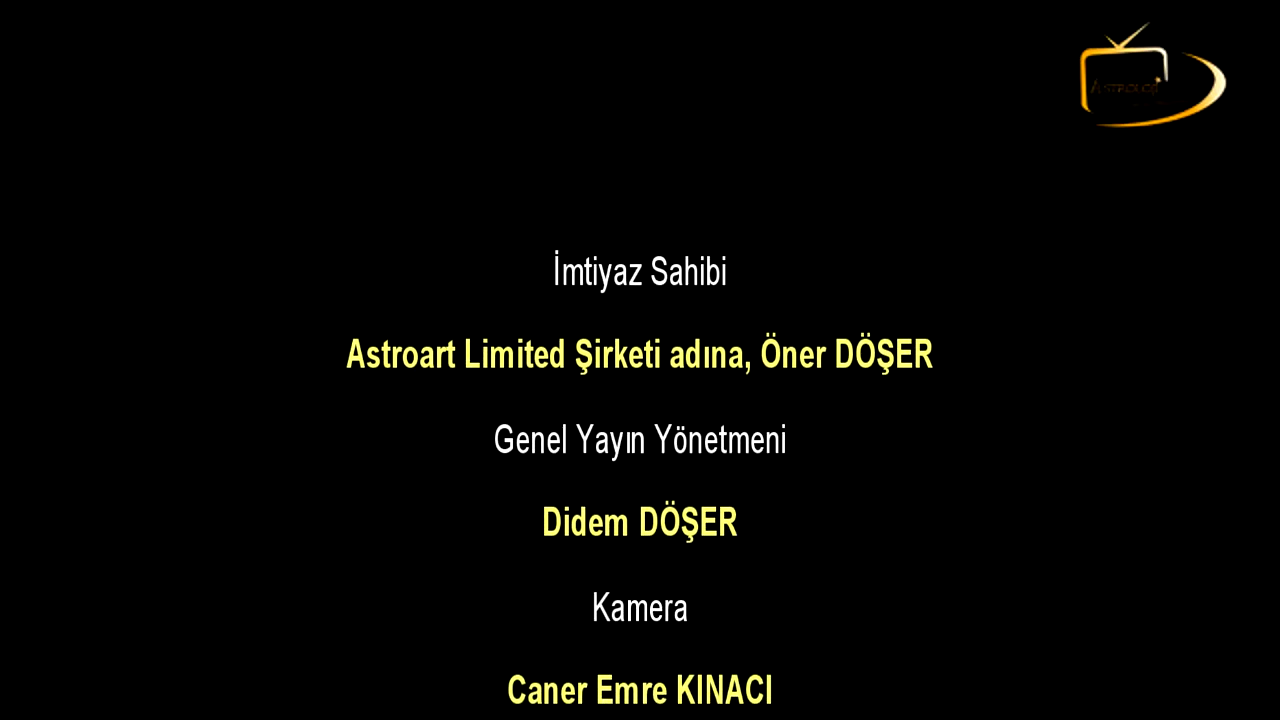 İmtiyaz Sahibi
Astroart Limited Şirketi adına, Öner DÖŞER
Genel Yayın Yönetmeni
Didem DÖŞER
Kamera
Caner Emre KINACI